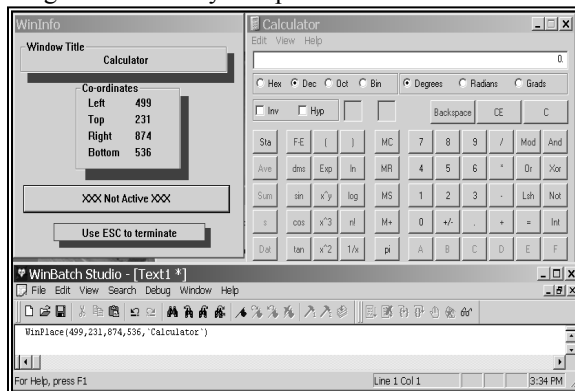 WinInfo
Window Title
Calculator
Co-ordinates
Left 499
Top 231
Right 874
Bottom 536
XXX Not Active XXX
Use ESC to terminate
Calculator
Edit View Help
0.
Hex Dec Oct Bin Degrees Radians Grads
Inv Hyp Backspace CE C
Sta F-E ( ) MC 7 8 9 / Mod And
Ave dms Exp ln MR 4 5 6 * Or Xor
Sum sin x^y log MS 1 2 3 - Lsh Not
s cos x^3 n! M+ 0 +/- . + = Int
Dat tan x^2 1/x pi A B C D E F
WinBatch Studio - [Text1 *]
File Edit View Search Debug Window Help
WinPlace(499,231,874,536,`Calculator`)
For Help, press F1 Line 1 Col 1 3:34 PM